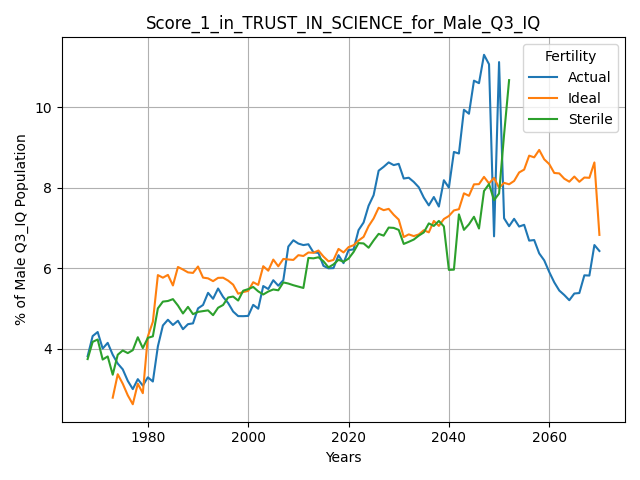 Score_1_in_TRUST_IN_SCIENCE_for_Male_Q3_IQ
Fertility
Actual
Ideal
Sterile
% of Male Q3_IQ Population
10
8
6
4
1980 2000 2020 2040 2060
Years